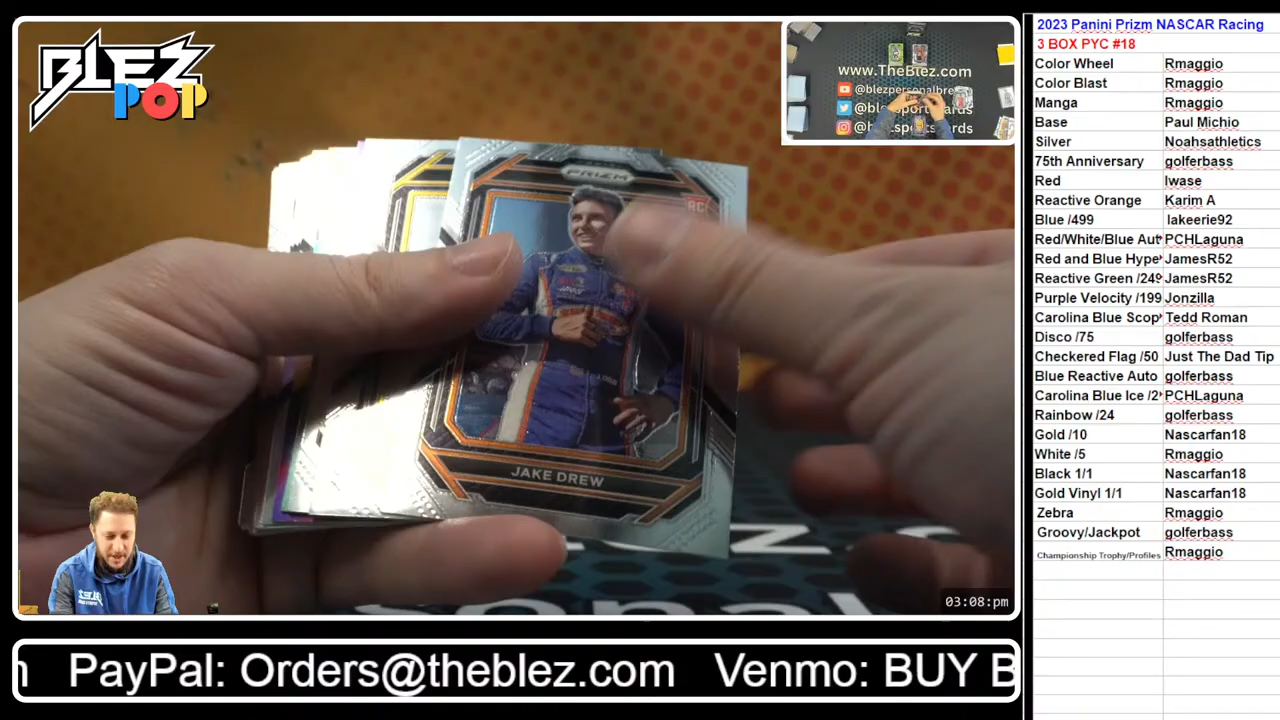 BLEZ
POP
www.TheBlez.com
PRIZM
RC
JAKE DREW
03:08:pm
PayPal: Orders@theblez.com Venmo: BUY B
2023 Panini Prizm NASCAR Racing
3 BOX PYC #18
Color Wheel Rmaggio
Color Blast Rmaggio
Manga Rmaggio
Base Paul Michio
Silver Noahsathletics
75th Anniversary golferbass
Red Iwase
Reactive Orange Karim A
Blue /499 lakeerie92
Red/White/Blue Aut PCHLaguna
Red and Blue Hype JamesR52
Reactive Green /249 JamesR52
Purple Velocity /199 Jonzilla
Carolina Blue Scop Tedd Roman
Disco /75 golferbass
Checkered Flag /50 Just The Dad Tip
Blue Reactive Auto golferbass
Carolina Blue Ice /2 PCHLaguna
Rainbow /24 golferbass
Gold /10 Nascarfan18
White /5 Rmaggio
Black 1/1 Nascarfan18
Gold Vinyl 1/1 Nascarfan18
Zebra Rmaggio
Groovy/Jackpot golferbass
Championship Trophy/Profiles Rmaggio